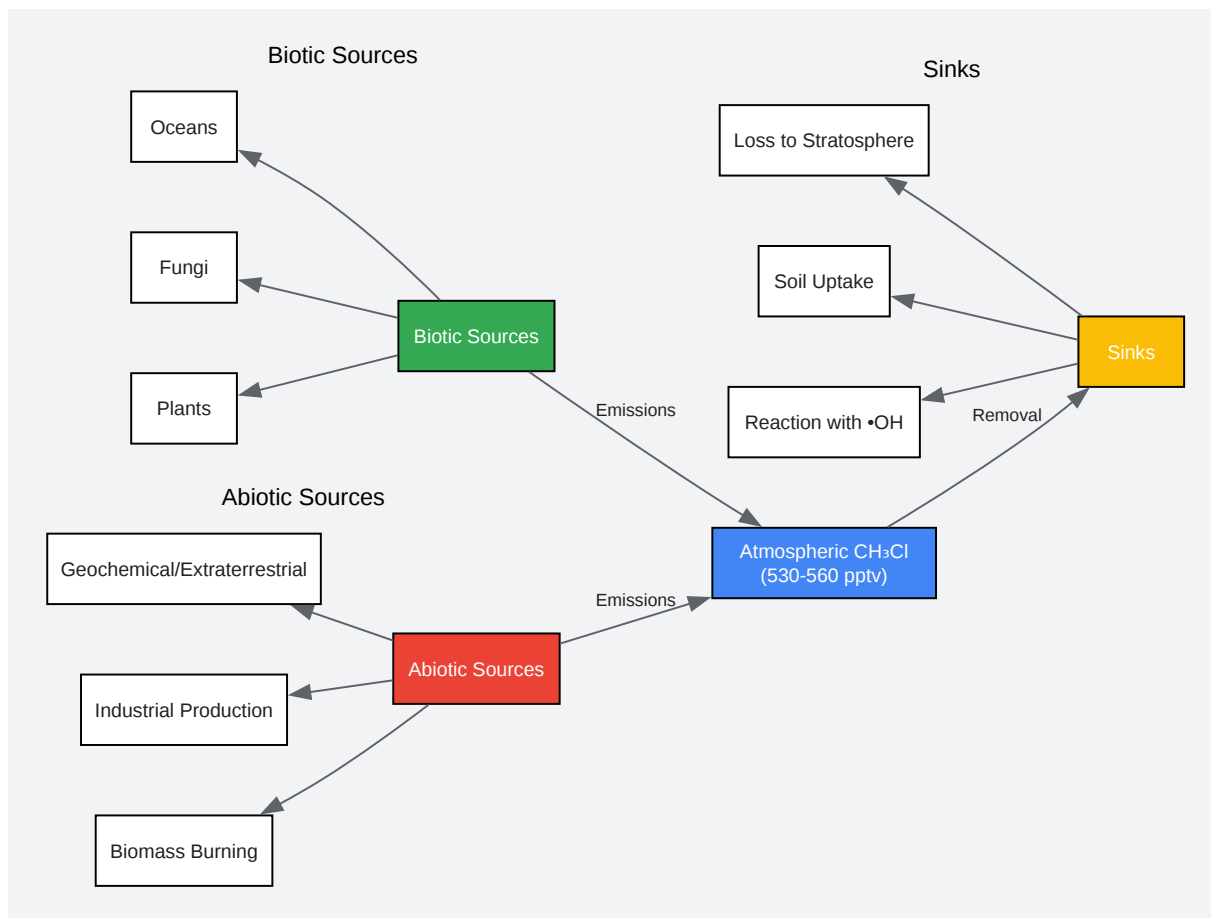 Biotic Sources
Oceans
Fungi
Plants
Biotic Sources
Emissions
Abiotic Sources
Geochemical/Extraterrestrial
Industrial Production
Biomass Burning
Abiotic Sources
Emissions
Atmospheric CH₃Cl
(530-560 pptv)
Removal
Sinks
Loss to Stratosphere
Soil Uptake
Reaction with •OH
Sinks